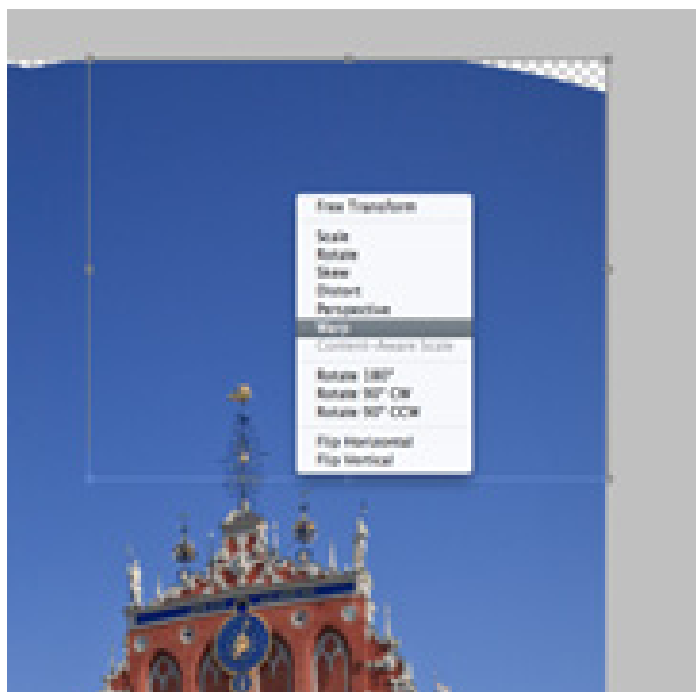 Free Transform
Scale
Rotate
Skew
Distort
Perspective
Warp
Content-Aware Scale
Rotate 180°
Rotate 90° CW
Rotate 90° CCW
Flip Horizontal
Flip Vertical